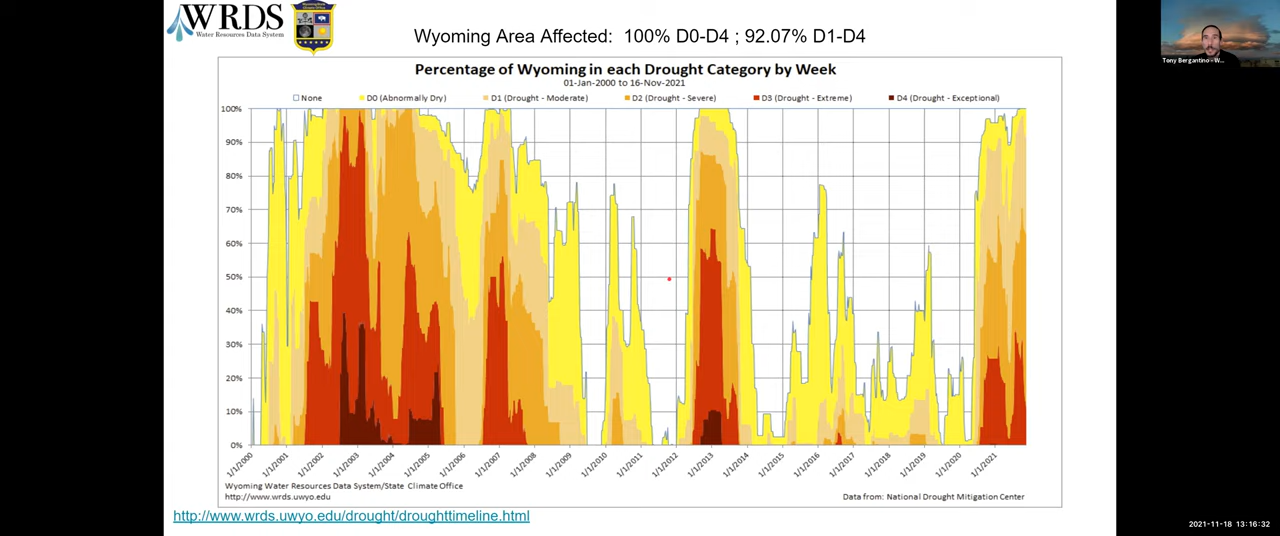 WRDS
Water Resources Data System
Wyoming Area Affected: 100% D0-D4 ; 92.07% D1-D4
Tony Bergantino - W...
Percentage of Wyoming in each Drought Category by Week
01-Jan-2000 to 16-Nov-2021
None D0 (Abnormally Dry) D1 (Drought - Moderate) D2 (Drought - Severe) D3 (Drought - Extreme) D4 (Drought - Exceptional)
100%
90%
80%
70%
60%
50%
40%
30%
20%
10%
0%
1/1/2000 1/1/2001 1/1/2002 1/1/2003 1/1/2004 1/1/2005 1/1/2006 1/1/2007 1/1/2008 1/1/2009 1/1/2010 1/1/2011 1/1/2012 1/1/2013 1/1/2014 1/1/2015 1/1/2016 1/1/2017 1/1/2018 1/1/2019 1/1/2020 1/1/2021
Wyoming Water Resources Data System/State Climate Office
http://www.wrds.uwyo.edu
Data from: National Drought Mitigation Center
http://www.wrds.uwyo.edu/drought/droughttimeline.html
2021-11-18 13:16:32